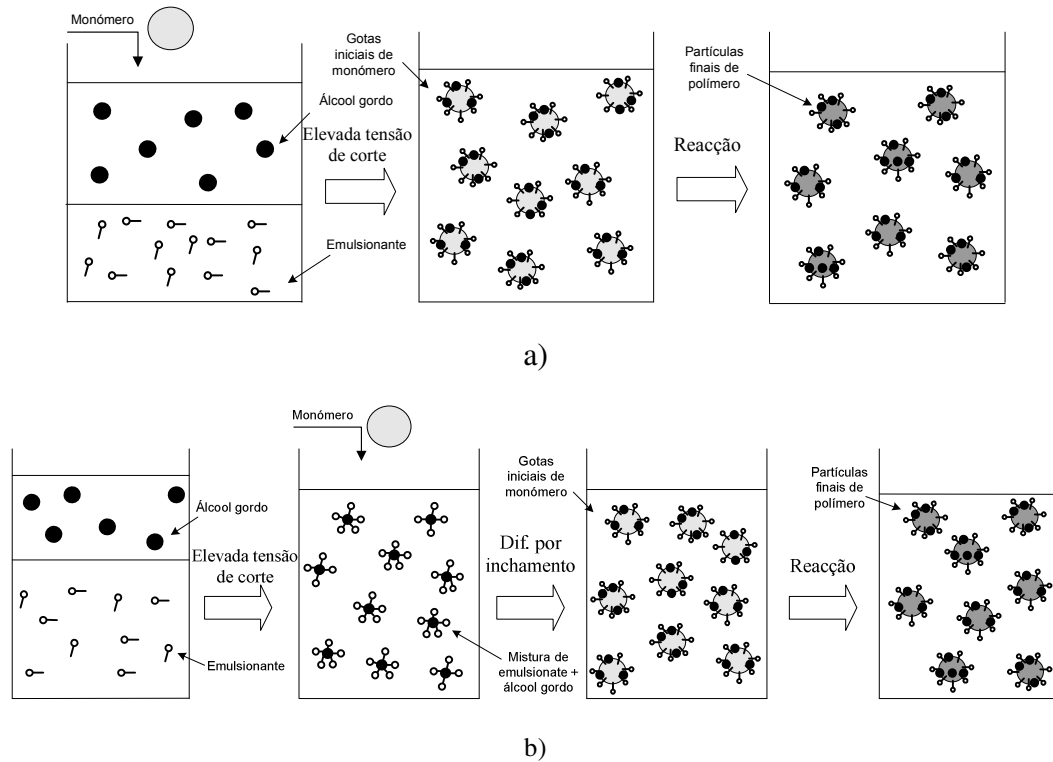 Monómero
Álcool gordo
Emulsionante
Elevada tensão
de corte
Gotas
iniciais de
monómero
Reacção
Partículas
finais de
polímero
a)
Monómero
Álcool gordo
Emulsionante
Elevada tensão
de corte
Mistura de
emulsionate +
álcool gordo
Dif. por
inchamento
Gotas
iniciais de
monómero
Reacção
Partículas
finais de
polímero
b)